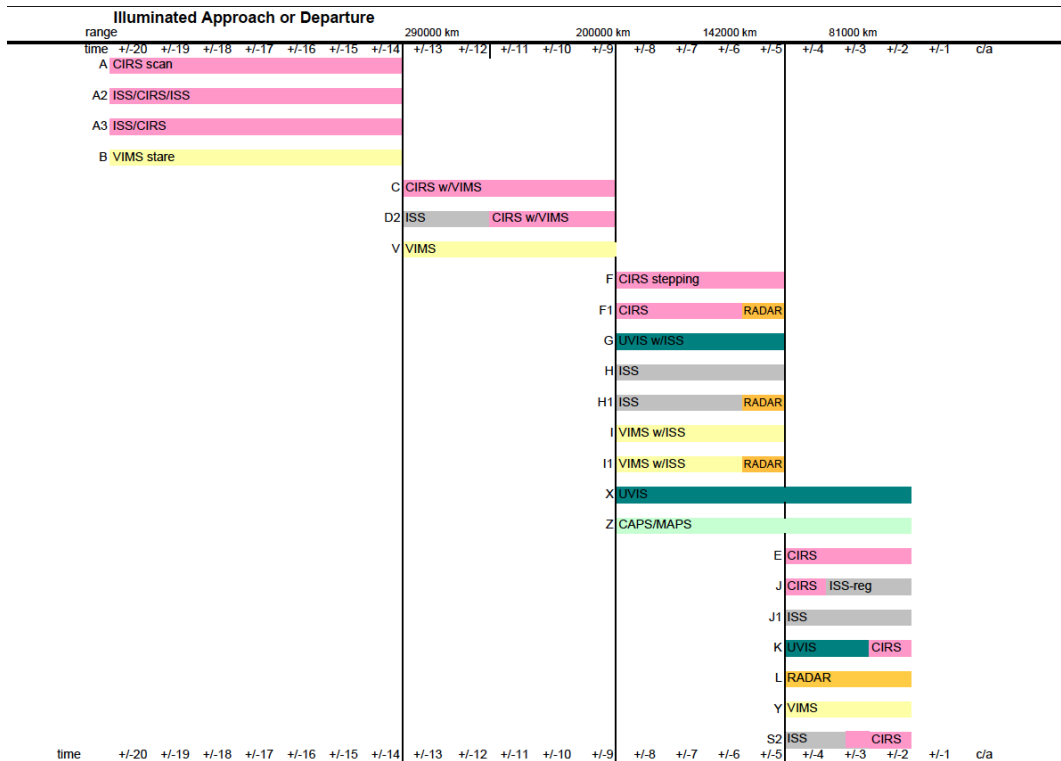 Illuminated Approach or Departure
range 290000 km 200000 km 142000 km 81000 km
time +/-20 +/-19 +/-18 +/-17 +/-16 +/-15 +/-14 +/-13 +/-12 +/-11 +/-10 +/-9 +/-8 +/-7 +/-6 +/-5 +/-4 +/-3 +/-2 +/-1 c/a
A CIRS scan
A2 ISS/CIRS/ISS
A3 ISS/CIRS
B VIMS stare
C CIRS w/VIMS
D2 ISS CIRS w/VIMS
V VIMS
F CIRS stepping
F1 CIRS RADAR
G UVIS w/ISS
H ISS
H1 ISS RADAR
I VIMS w/ISS
I1 VIMS w/ISS RADAR
X UVIS
Z CAPS/MAPS
E CIRS
J CIRS ISS-reg
J1 ISS
K UVIS CIRS
L RADAR
Y VIMS
S2 ISS CIRS
time +/-20 +/-19 +/-18 +/-17 +/-16 +/-15 +/-14 +/-13 +/-12 +/-11 +/-10 +/-9 +/-8 +/-7 +/-6 +/-5 +/-4 +/-3 +/-2 +/-1 c/a